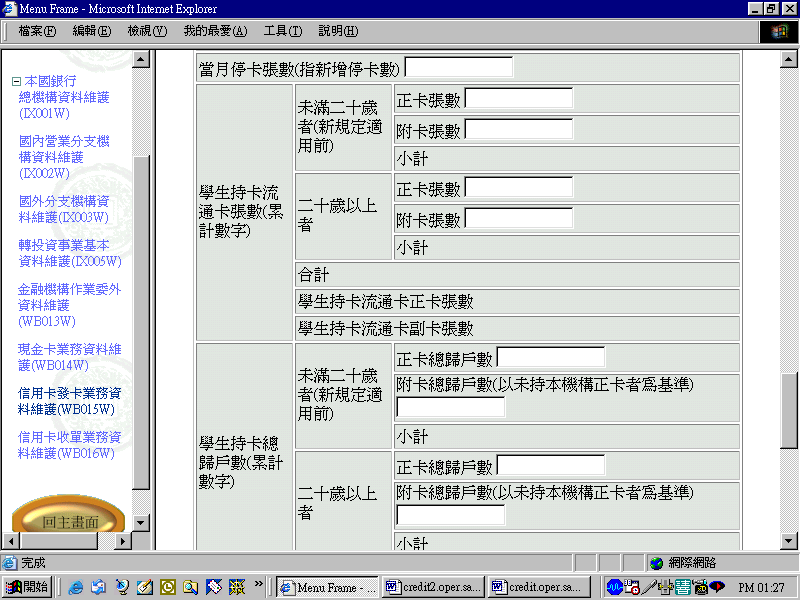 Menu Frame - Microsoft Internet Explorer
檔案(F) 編輯(E) 檢視(V) 我的最愛(A) 工具(T) 說明(H)
本國銀行
總機構資料維護
(IX001W)
國內營業分支機
構資料維護
(IX002W)
國外分支機構資
料維護(IX003W)
轉投資事業基本
資料維護(IX005W)
金融機構作業委外
資料維護
(WB013W)
現金卡業務資料維
護(WB014W)
信用卡發卡業務資
料維護(WB015W)
信用卡收單業務資
料維護(WB016W)
回主畫面
當月停卡張數(指新增停卡數)
學生持卡流
通卡張數(累
計數字)
未滿二十歲
者(新規定適
用前)
正卡張數
附卡張數
小計
二十歲以上
者
正卡張數
附卡張數
小計
合計
學生持卡流通卡正卡張數
學生持卡流通卡副卡張數
學生持卡總
歸戶數(累計
數字)
未滿二十歲
者(新規定適
用前)
正卡總歸戶數
附卡總歸戶數(以未持本機構正卡者為基準)
小計
二十歲以上
者
正卡總歸戶數
附卡總歸戶數(以未持本機構正卡者為基準)
小計
完成
網際網路
開始
Menu Frame - ...
credit2.oper.sa...
credit.oper.sa...
PM 01:27